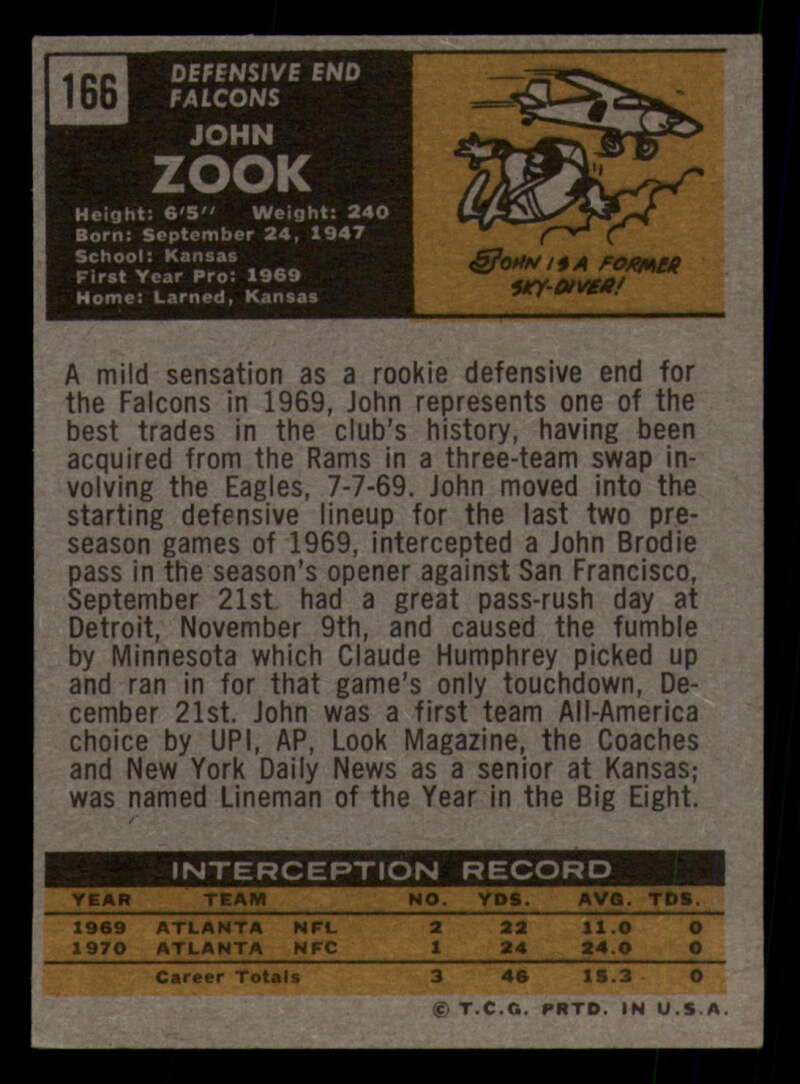 166
DEFENSIVE END
FALCONS
JOHN
ZOOK
Height: 6'5" Weight: 240
Born: September 24, 1947
School: Kansas
First Year Pro: 1969
Home: Larned, Kansas
JOHN IS A FORMER
SKY-DIVER!
A mild sensation as a rookie defensive end for
the Falcons in 1969, John represents one of the
best trades in the club's history, having been
acquired from the Rams in a three-team swap in-
volving the Eagles, 7-7-69. John moved into the
starting defensive lineup for the last two pre-
season games of 1969, intercepted a John Brodie
pass in the season's opener against San Francisco,
September 21st had a great pass-rush day at
Detroit, November 9th, and caused the fumble
by Minnesota which Claude Humphrey picked up
and ran in for that game's only touchdown, De-
cember 21st. John was a first team All-America
choice by UPI, AP, Look Magazine, the Coaches
and New York Daily News as a senior at Kansas;
was named Lineman of the Year in the Big Eight.
INTERCEPTION RECORD
YEAR TEAM NO. YDS. AVG. TDS.
1969 ATLANTA NFL 2 22 11.0 0
1970 ATLANTA NFC 1 24 24.0 0
Career Totals 3 46 15.3 0
© T.C.G. PRTD. IN U.S.A.